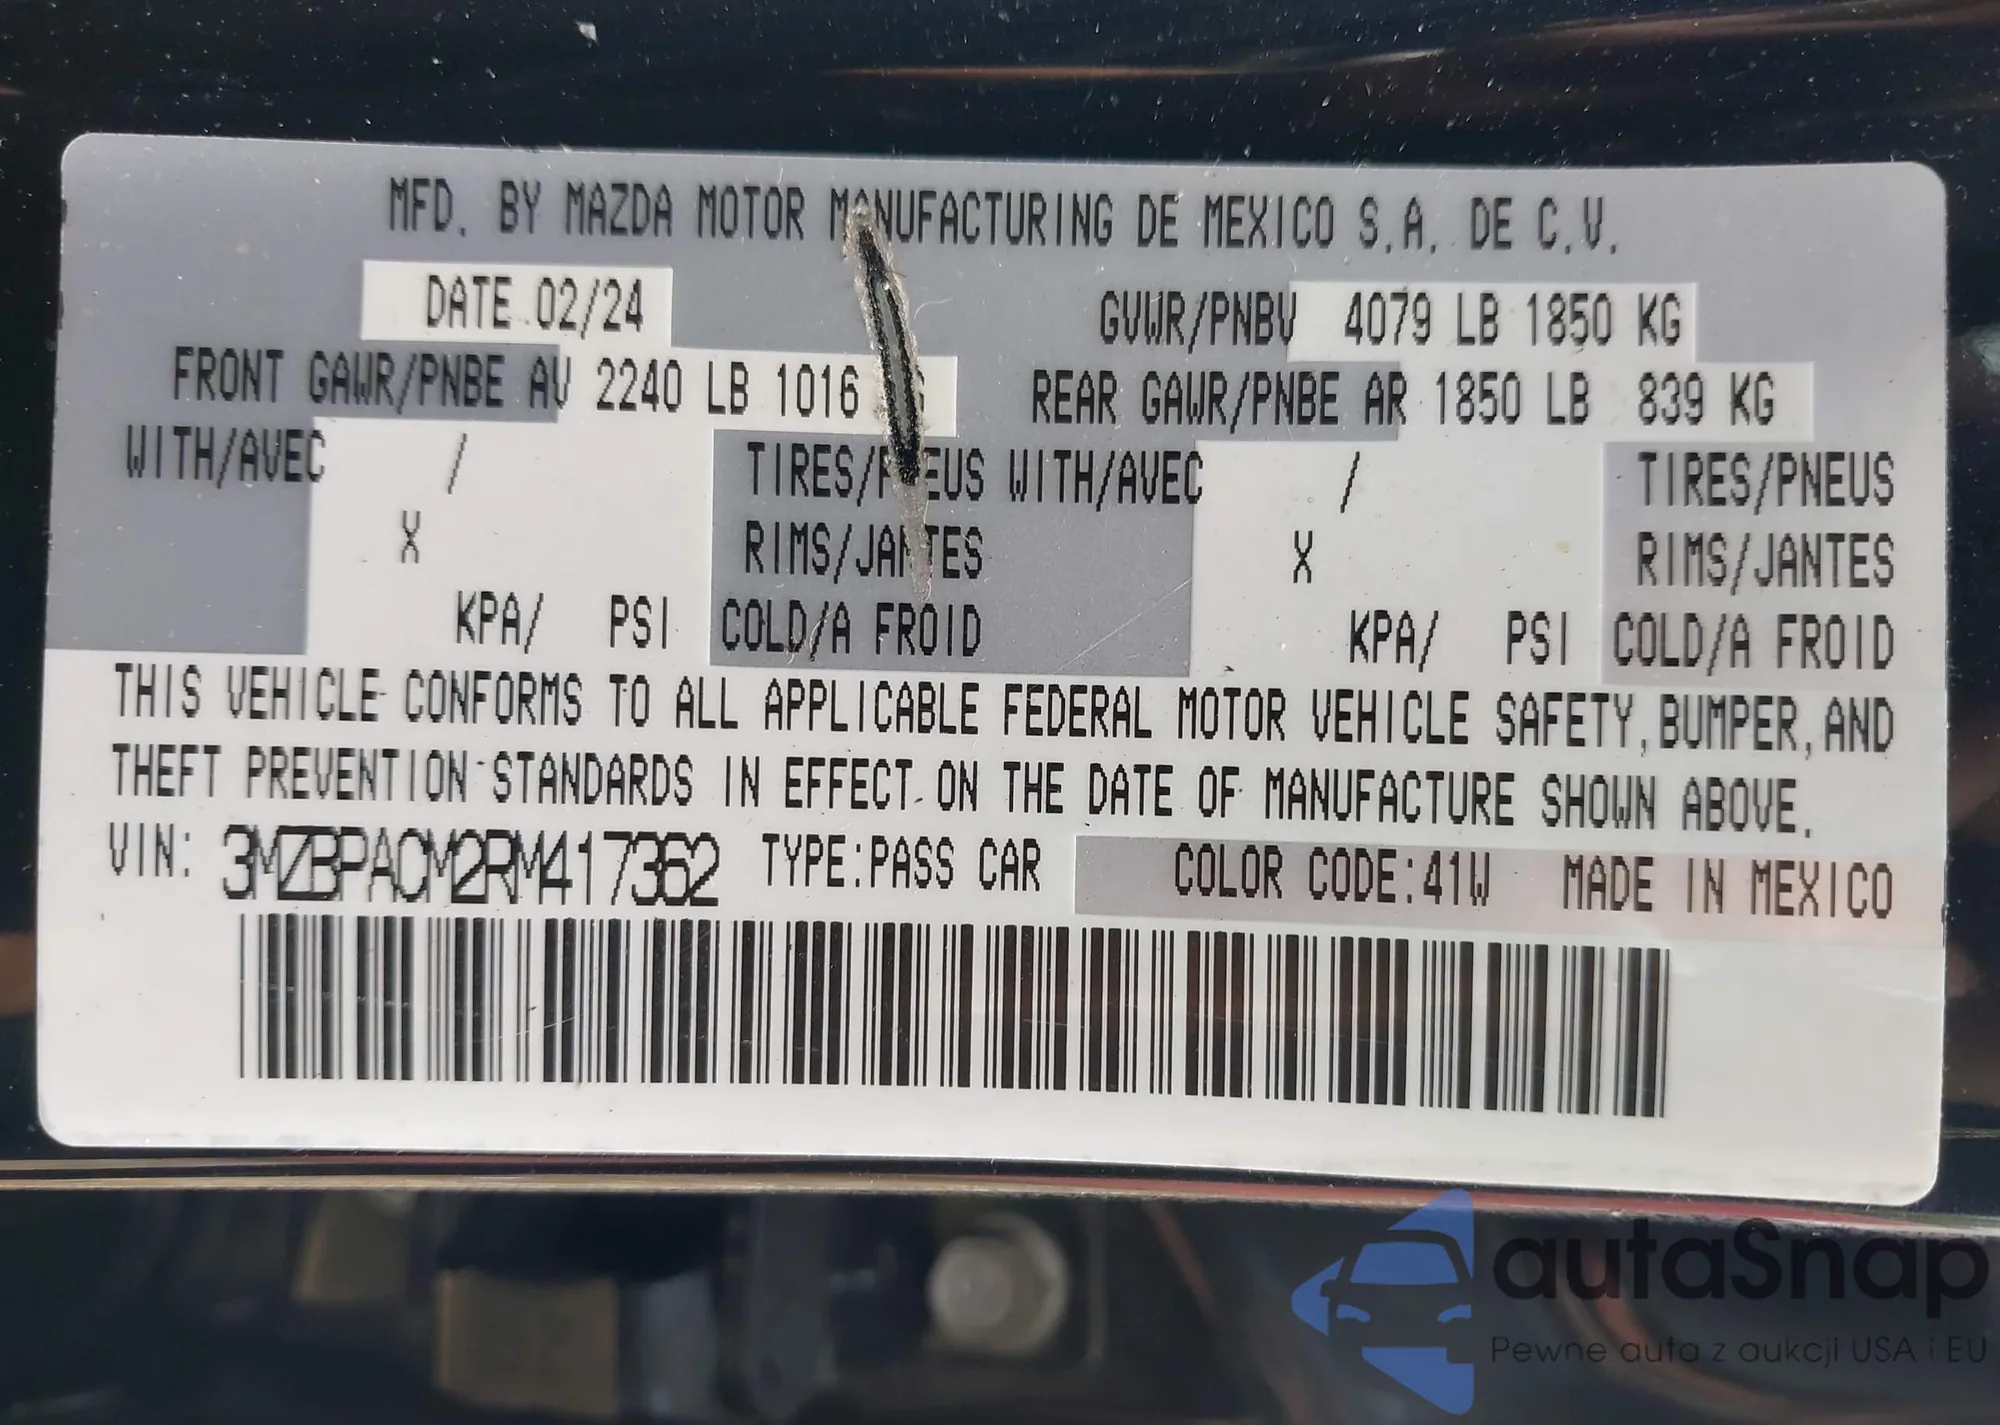 MFD. BY MAZDA MOTOR MANUFACTURING DE MEXICO S.A. DE C.V.
DATE 02/24 GVWR/PNBV 4079 LB 1850 KG
FRONT GAWR/PNBE AV 2240 LB 1016 REAR GAWR/PNBE AR 1850 LB 839 KG
WITH/AVEC / TIRES/PNEUS WITH/AVEC / TIRES/PNEUS
X RIMS/JANTES X RIMS/JANTES
KPA/ PSI COLD/A FROID KPA/ PSI COLD/A FROID
THIS VEHICLE CONFORMS TO ALL APPLICABLE FEDERAL MOTOR VEHICLE SAFETY, BUMPER, AND
THEFT PREVENTION STANDARDS IN EFFECT ON THE DATE OF MANUFACTURE SHOWN ABOVE.
VIN: 3MZBPACM2RM417362 TYPE:PASS CAR COLOR CODE:41W MADE IN MEXICO
autaSnap
Pewne auta z aukcji USA i EU